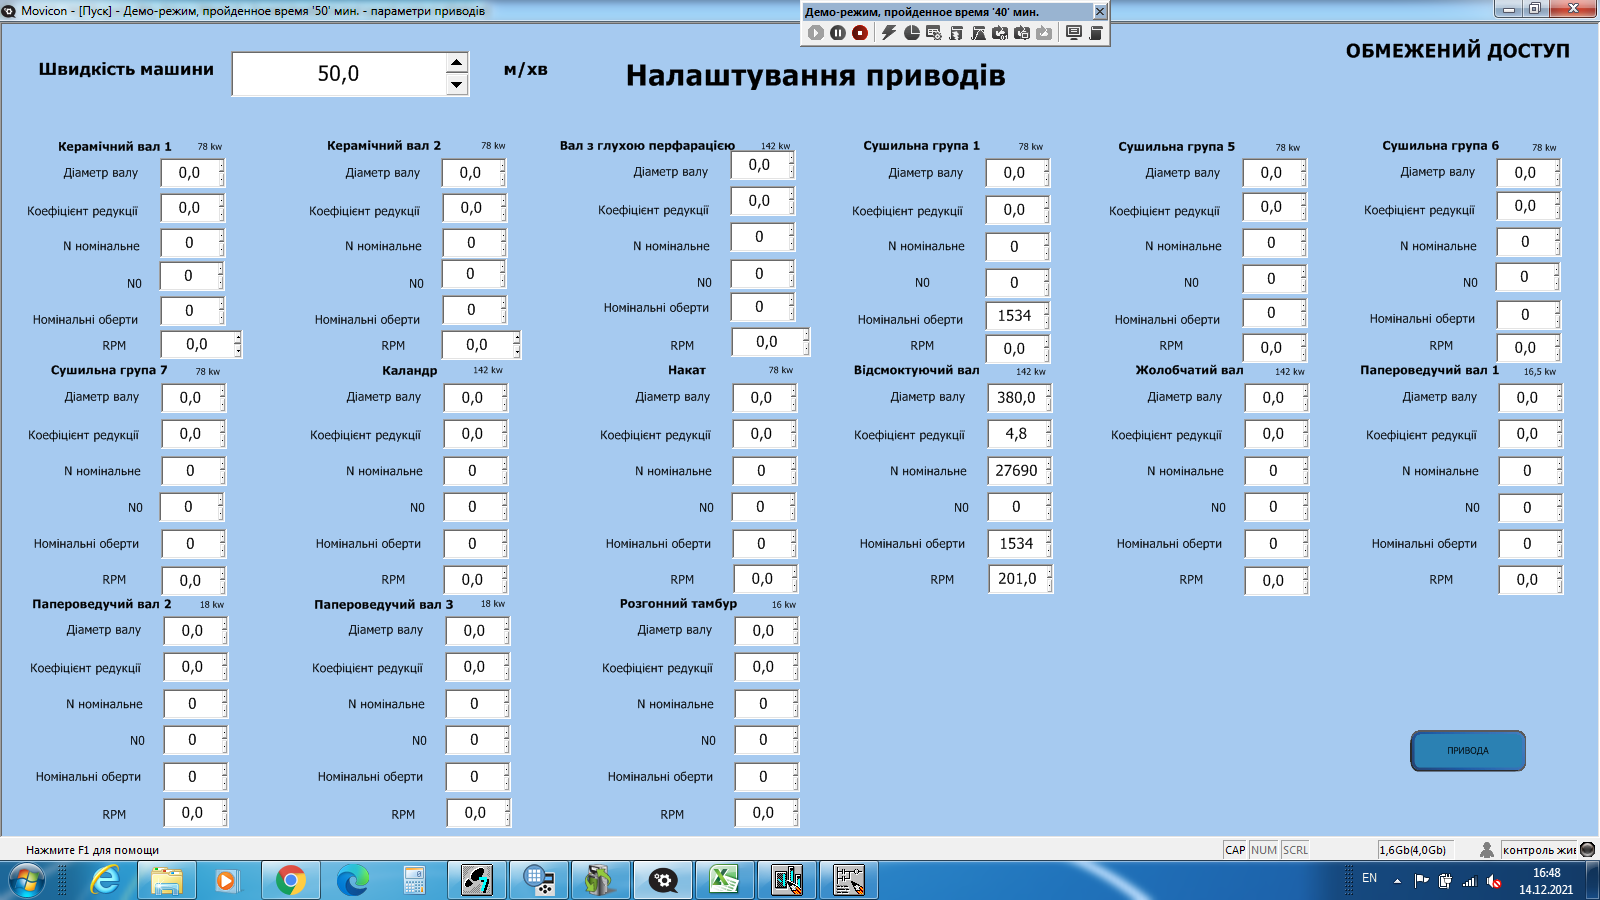 Movicon - [Пуск] - Демо-режим, пройденное время '50' мин. - параметри приводів
Демо-режим, пройденное время '40' мин.
ОБМЕЖЕНИЙ ДОСТУП
Швидкість машини 50,0 м/хв
Налаштування приводів
Керамічний вал 1 78 kw
Діаметр валу 0,0
Коефіцієнт редукції 0,0
N номінальне 0
N0 0
Номінальні оберти 0
RPM 0,0
Керамічний вал 2 78 kw
Діаметр валу 0,0
Коефіцієнт редукції 0,0
N номінальне 0
N0 0
Номінальні оберти 0
RPM 0,0
Вал з глухою перфарацією 142 kw
Діаметр валу 0,0
Коефіцієнт редукції 0,0
N номінальне 0
N0 0
Номінальні оберти 0
RPM 0,0
Сушильна група 1 78 kw
Діаметр валу 0,0
Коефіцієнт редукції 0,0
N номінальне 0
N0 0
Номінальні оберти 1534
RPM 0,0
Сушильна група 5 78 kw
Діаметр валу 0,0
Коефіцієнт редукції 0,0
N номінальне 0
N0 0
Номінальні оберти 0
RPM 0,0
Сушильна група 6 78 kw
Діаметр валу 0,0
Коефіцієнт редукції 0,0
N номінальне 0
N0 0
Номінальні оберти 0
RPM 0,0
Сушильна група 7 78 kw
Діаметр валу 0,0
Коефіцієнт редукції 0,0
N номінальне 0
N0 0
Номінальні оберти 0
RPM 0,0
Каландр 142 kw
Діаметр валу 0,0
Коефіцієнт редукції 0,0
N номінальне 0
N0 0
Номінальні оберти 0
RPM 0,0
Накат 78 kw
Діаметр валу 0,0
Коефіцієнт редукції 0,0
N номінальне 0
N0 0
Номінальні оберти 0
RPM 0,0
Відсмоктуючий вал 142 kw
Діаметр валу 380,0
Коефіцієнт редукції 4,8
N номінальне 27690
N0 0
Номінальні оберти 1534
RPM 201,0
Жолобчатий вал 142 kw
Діаметр валу 0,0
Коефіцієнт редукції 0,0
N номінальне 0
N0 0
Номінальні оберти 0
RPM 0,0
Папероведучий вал 1 16,5 kw
Діаметр валу 0,0
Коефіцієнт редукції 0,0
N номінальне 0
N0 0
Номінальні оберти 0
RPM 0,0
Папероведучий вал 2 18 kw
Діаметр валу 0,0
Коефіцієнт редукції 0,0
N номінальне 0
N0 0
Номінальні оберти 0
RPM 0,0
Папероведучий вал 3 18 kw
Діаметр валу 0,0
Коефіцієнт редукції 0,0
N номінальне 0
N0 0
Номінальні оберти 0
RPM 0,0
Розгонний тамбур 16 kw
Діаметр валу 0,0
Коефіцієнт редукції 0,0
N номінальне 0
N0 0
Номінальні оберти 0
RPM 0,0
ПРИВОДА
Нажмите F1 для помощи
CAP NUM SCRL 1,6Gb(4,0Gb) контроль жив
EN 16:48
14.12.2021